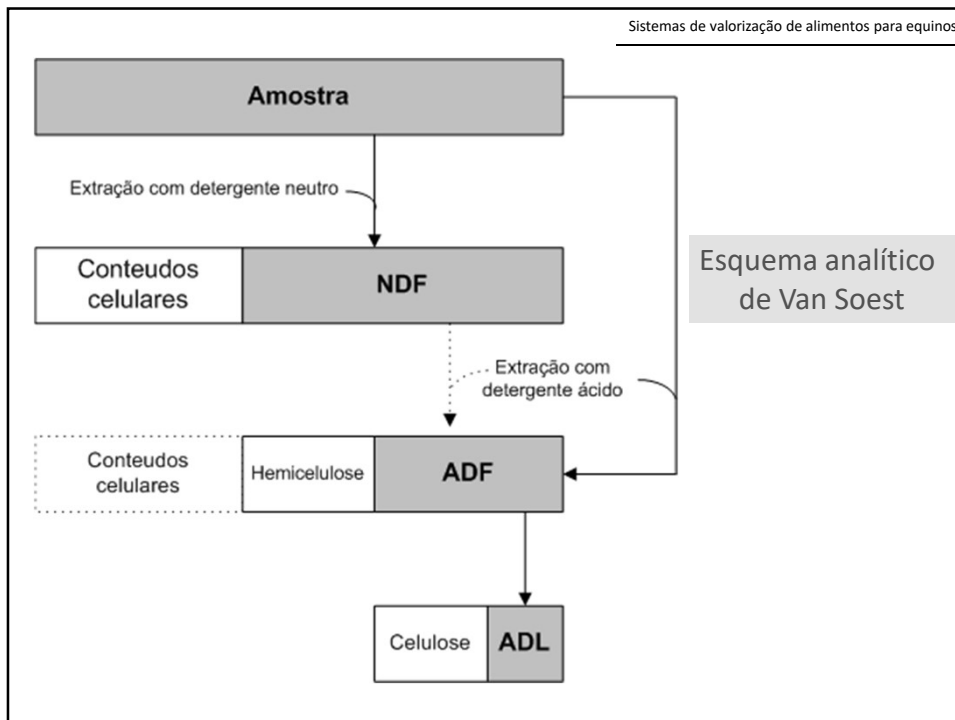 Sistemas de valorização de alimentos para equinos
Amostra
Extração com detergente neutro
Conteudos
celulares
NDF
Esquema analítico
de Van Soest
Extração com
detergente ácido
Conteudos
celulares
Hemicelulose
ADF
Celulose
ADL